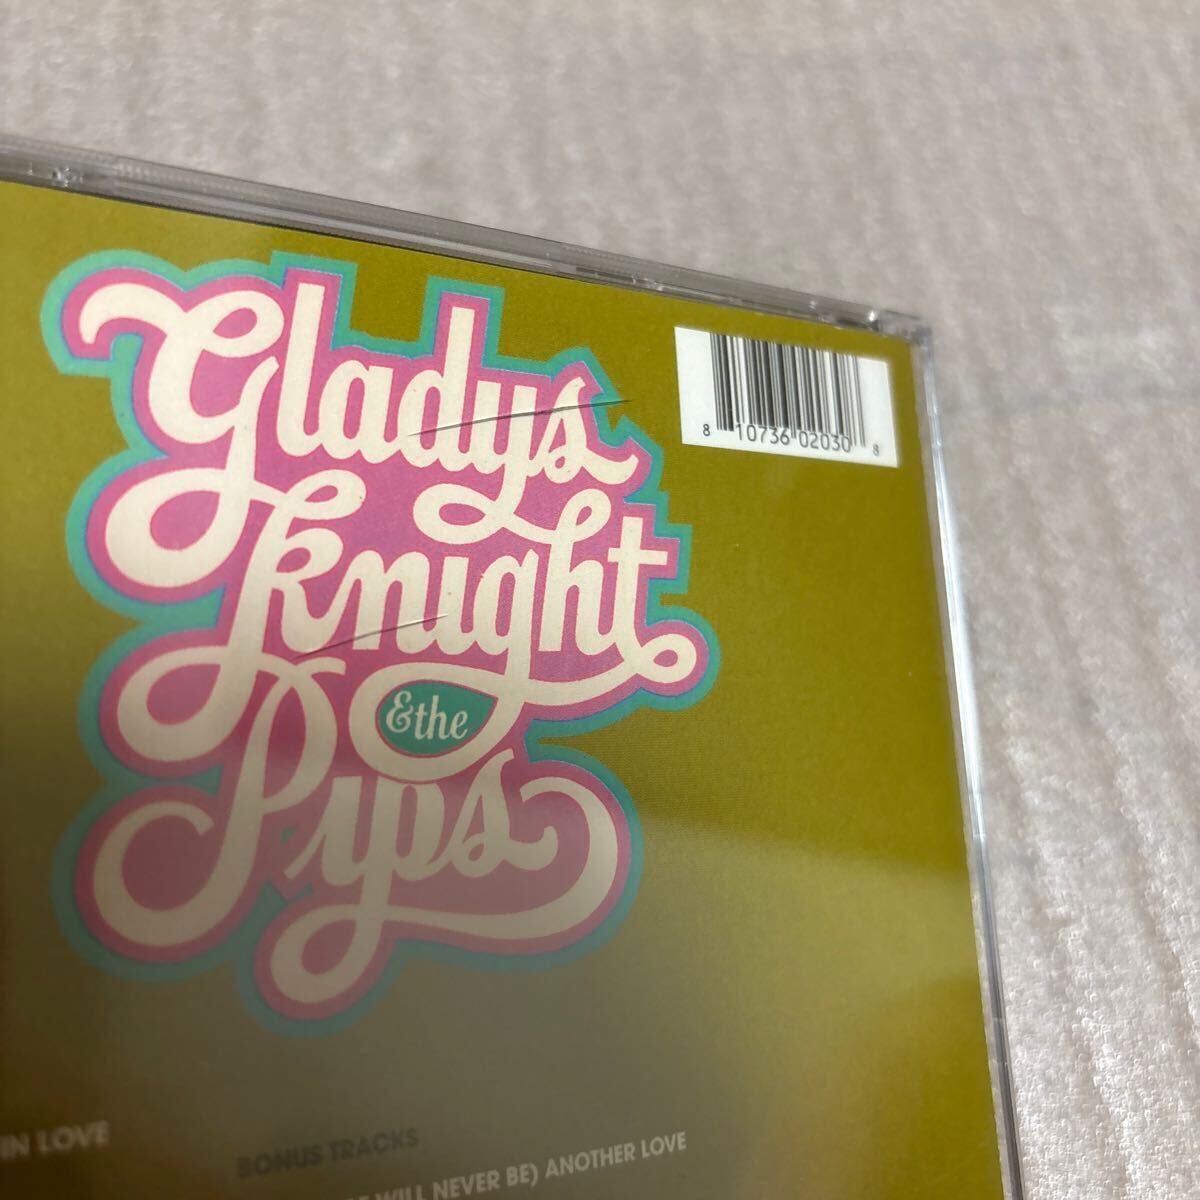 Gladys
Knight
& the
Pips
8 10736 02030 8
IN LOVE
BONUS TRACKS
WILL NEVER BE) ANOTHER LOVE